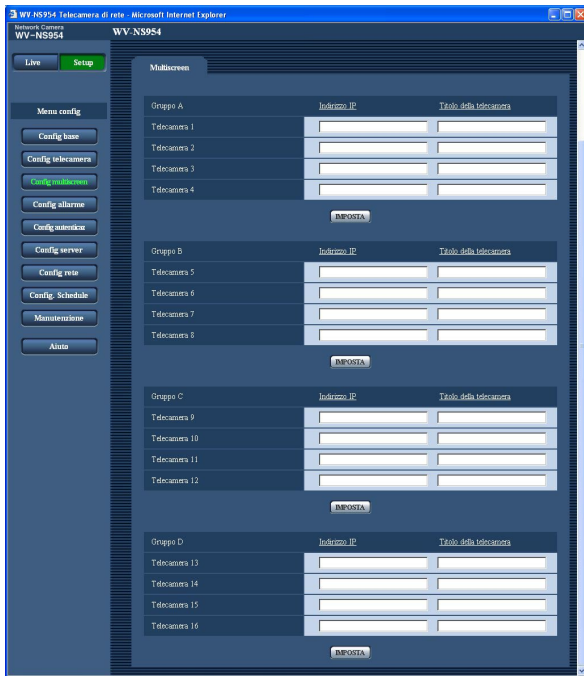 WV-NS954 Telecamera di rete - Microsoft Internet Explorer
Network Camera
WV-NS954
WV-NS954
Live
Setup
Menu config
Config base
Config telecamera
Config multiscreen
Config allarme
Config autenticaz
Config server
Config rete
Config. Schedule
Manutenzione
Aiuto
Multiscreen
Gruppo A Indirizzo IP Titolo della telecamera
Telecamera 1
Telecamera 2
Telecamera 3
Telecamera 4
IMPOSTA
Gruppo B Indirizzo IP Titolo della telecamera
Telecamera 5
Telecamera 6
Telecamera 7
Telecamera 8
IMPOSTA
Gruppo C Indirizzo IP Titolo della telecamera
Telecamera 9
Telecamera 10
Telecamera 11
Telecamera 12
IMPOSTA
Gruppo D Indirizzo IP Titolo della telecamera
Telecamera 13
Telecamera 14
Telecamera 15
Telecamera 16
IMPOSTA